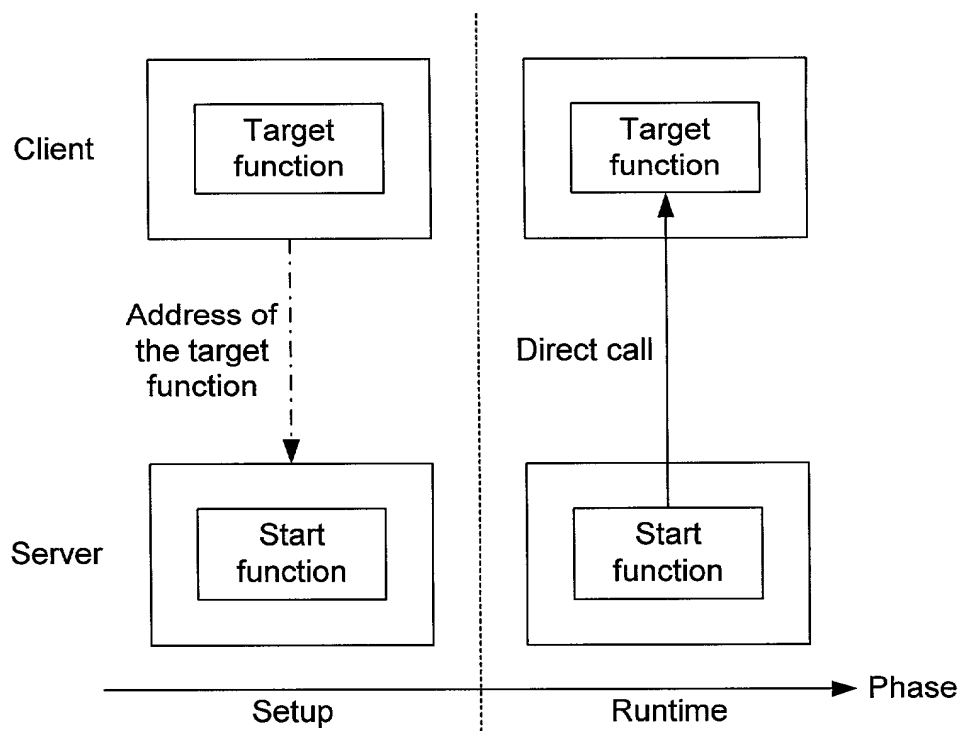 Client
Target
function
Target
function
Address of
the target
function
Direct call
Server
Start
function
Start
function
Setup
Runtime
Phase